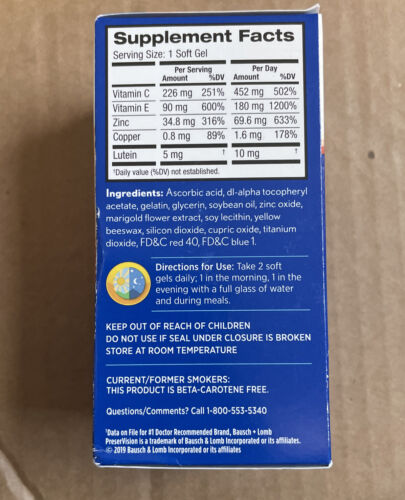 Supplement Facts
Serving Size: 1 Soft Gel
Per Serving Per Day
Amount %DV Amount %DV
Vitamin C 226 mg 251% 452 mg 502%
Vitamin E 90 mg 600% 180 mg 1200%
Zinc 34.8 mg 316% 69.6 mg 633%
Copper 0.8 mg 89% 1.6 mg 178%
Lutein 5 mg † 10 mg †
†Daily value (%DV) not established.
Ingredients: Ascorbic acid, dl-alpha tocopheryl
acetate, gelatin, glycerin, soybean oil, zinc oxide,
marigold flower extract, soy lecithin, yellow
beeswax, silicon dioxide, cupric oxide, titanium
dioxide, FD&C red 40, FD&C blue 1.
Directions for Use: Take 2 soft
gels daily; 1 in the morning, 1 in the
evening with a full glass of water
and during meals.
KEEP OUT OF REACH OF CHILDREN
DO NOT USE IF SEAL UNDER CLOSURE IS BROKEN
STORE AT ROOM TEMPERATURE
CURRENT/FORMER SMOKERS:
THIS PRODUCT IS BETA-CAROTENE FREE.
Questions/Comments? Call 1-800-553-5340
†Data on File for #1 Doctor Recommended Brand, Bausch + Lomb
PreserVision is a trademark of Bausch & Lomb Incorporated or its affiliates.
© 2019 Bausch & Lomb Incorporated or its affiliates.